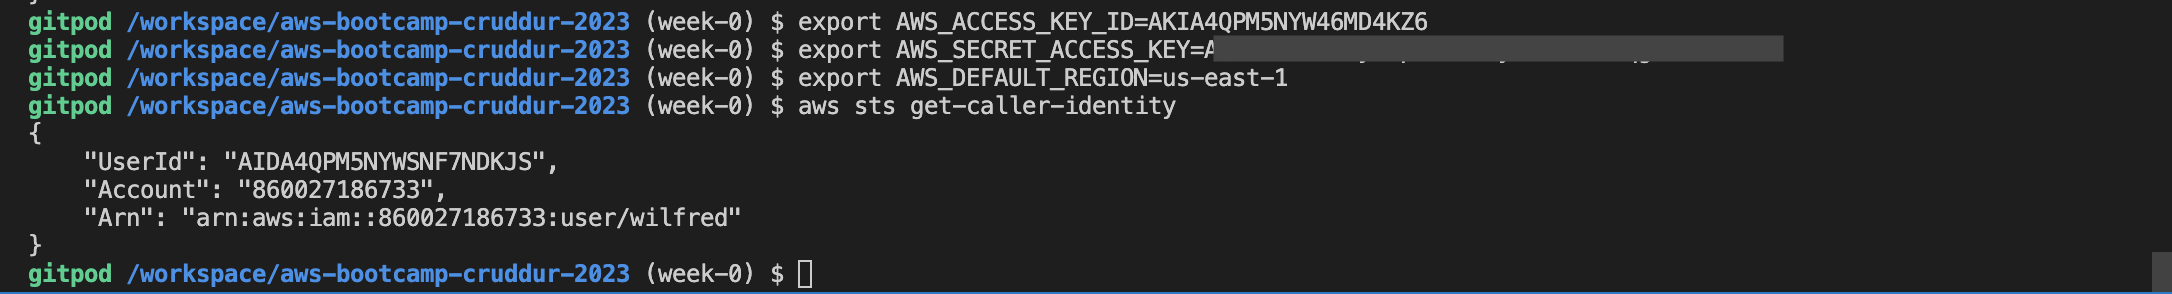 }
gitpod /workspace/aws-bootcamp-cruddur-2023 (week-0) $ export AWS_ACCESS_KEY_ID=AKIA4QPM5NYW46MD4KZ6
gitpod /workspace/aws-bootcamp-cruddur-2023 (week-0) $ export AWS_SECRET_ACCESS_KEY=A
gitpod /workspace/aws-bootcamp-cruddur-2023 (week-0) $ export AWS_DEFAULT_REGION=us-east-1
gitpod /workspace/aws-bootcamp-cruddur-2023 (week-0) $ aws sts get-caller-identity
{
    "UserId": "AIDA4QPM5NYWSNF7NDKJS",
    "Account": "860027186733",
    "Arn": "arn:aws:iam::860027186733:user/wilfred"
}
gitpod /workspace/aws-bootcamp-cruddur-2023 (week-0) $